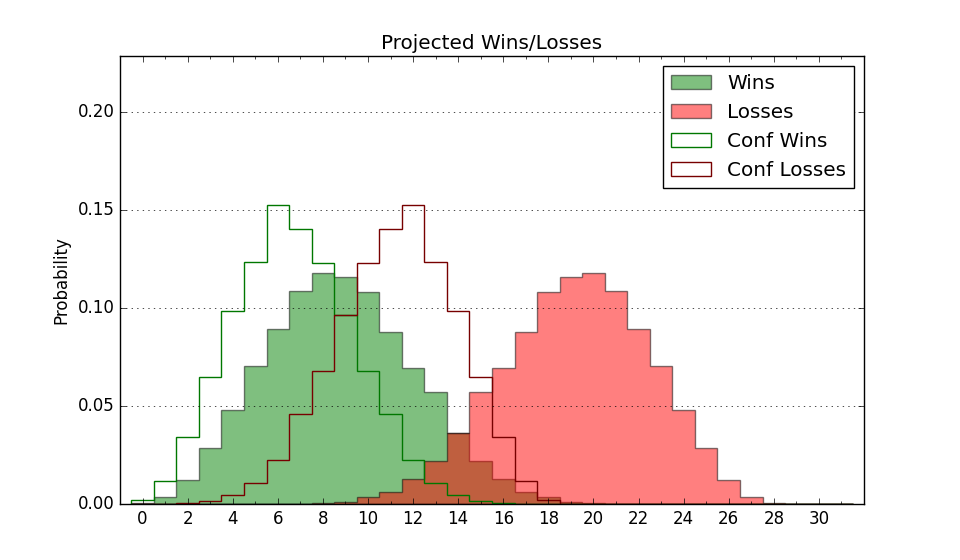 Projected Wins/Losses
Probability
0.20
0.15
0.10
0.05
0.00
0 2 4 6 8 10 12 14 16 18 20 22 24 26 28 30
Wins
Losses
Conf Wins
Conf Losses